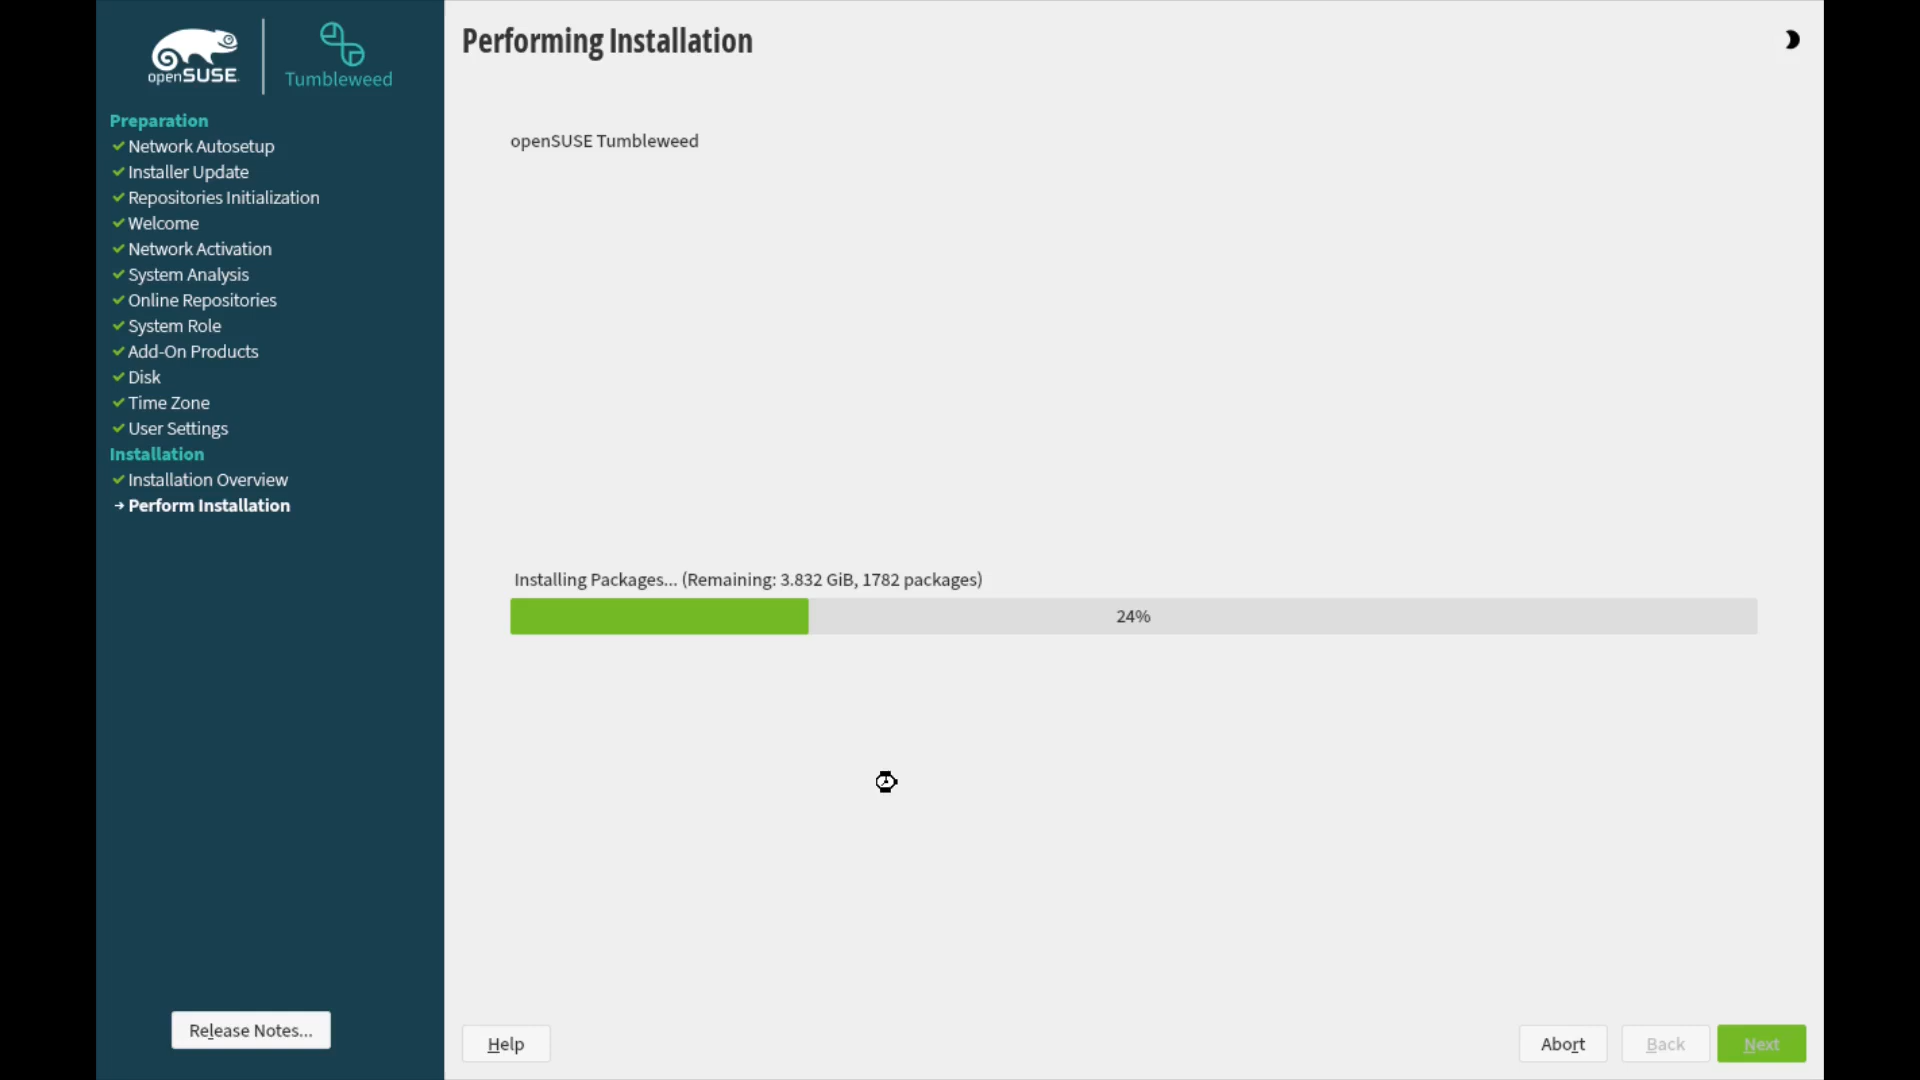 openSUSE.
Tumbleweed
Preparation
Network Autosetup
Installer Update
Repositories Initialization
Welcome
Network Activation
System Analysis
Online Repositories
System Role
Add-On Products
Disk
Time Zone
User Settings
Installation
Installation Overview
Perform Installation
Release Notes...
Performing Installation
openSUSE Tumbleweed
Installing Packages... (Remaining: 3.832 GiB, 1782 packages)
24%
Help
Abort
Back
Next